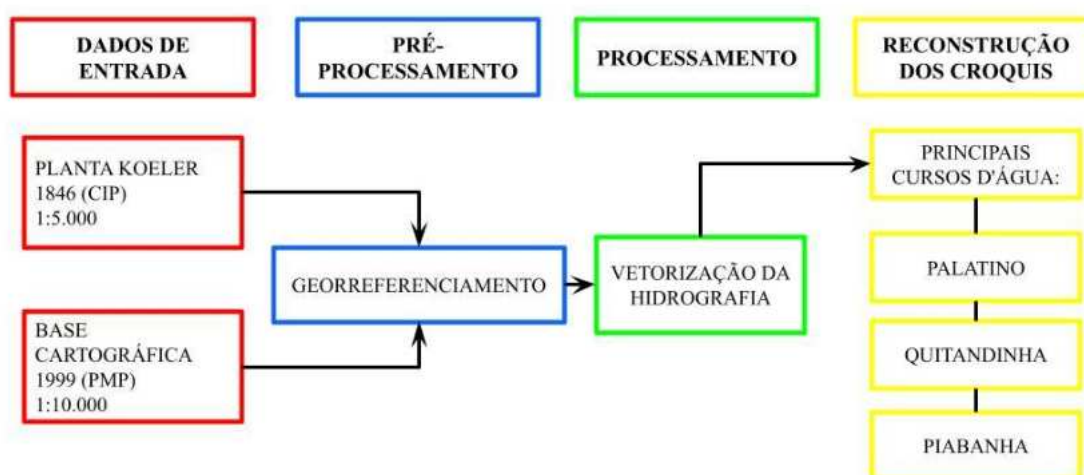 DADOS DE
ENTRADA
PRÉ-
PROCESSAMENTO
PROCESSAMENTO
RECONSTRUÇÃO
DOS CROQUIS
PLANTA KOELER
1846 (CIP)
1:5.000
BASE
CARTOGRÁFICA
1999 (PMP)
1:10.000
GEORREFERENCIAMENTO
VETORIZAÇÃO DA
HIDROGRAFIA
PRINCIPAIS
CURSOS D'ÁGUA:
PALATINO
QUITANDINHA
PIABANHA